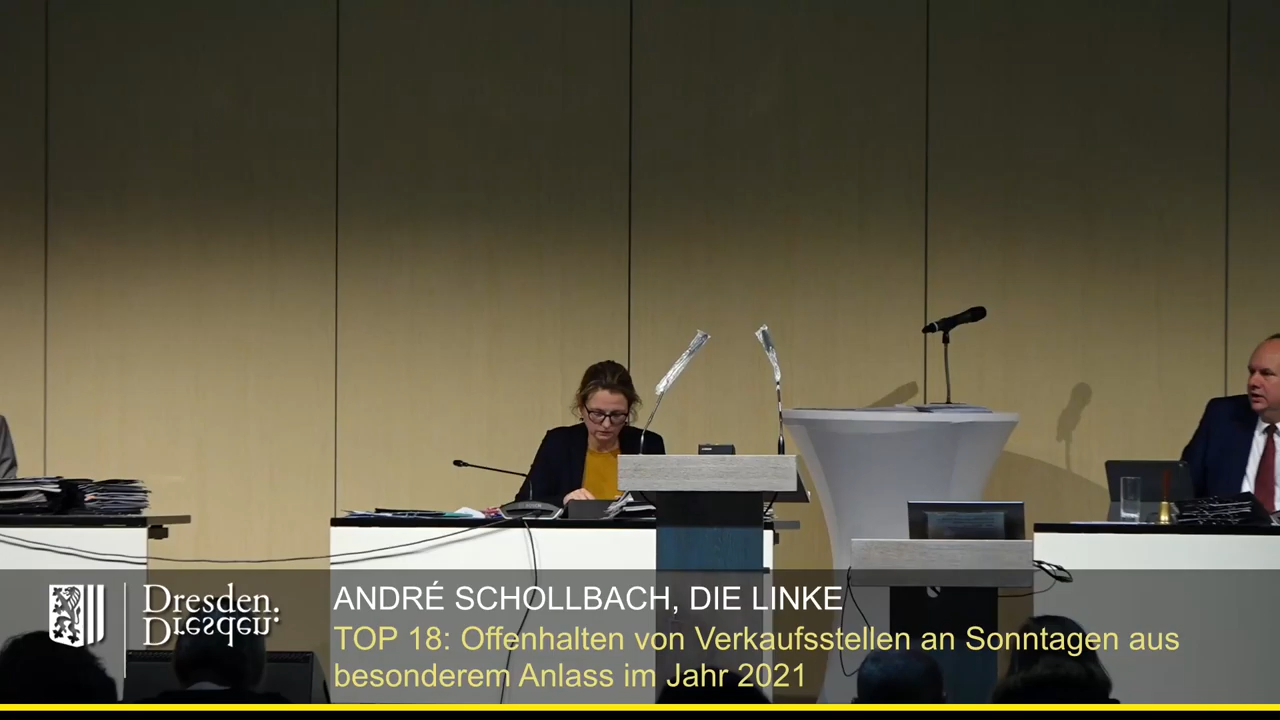 Dresden.
Dresden.
ANDRÉ SCHOLLBACH, DIE LINKE
TOP 18: Offenhalten von Verkaufsstellen an Sonntagen aus
besonderem Anlass im Jahr 2021